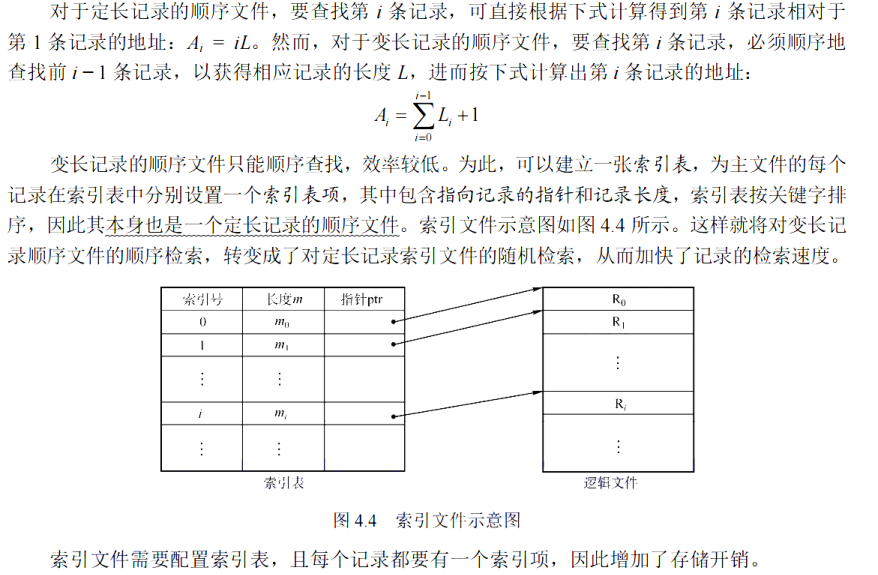 对于定长记录的顺序文件，要查找第 i 条记录，可直接根据下式计算得到第 i 条记录相对于
第 1 条记录的地址：Aᵢ = iL。然而，对于变长记录的顺序文件，要查找第 i 条记录，必须顺序地
查找前 i－1 条记录，以获得相应记录的长度 L，进而按下式计算出第 i 条记录的地址：
Aᵢ = ∑_{i=0}^{i−1} Lᵢ + 1
变长记录的顺序文件只能顺序查找，效率较低。为此，可以建立一张索引表，为主文件的每个
记录在索引表中分别设置一个索引表项，其中包含指向记录的指针和记录长度，索引表按关键字排
序，因此其本身也是一个定长记录的顺序文件。索引文件示意图如图 4.4 所示。这样就将对变长记
录顺序文件的顺序检索，转变成了对定长记录索引文件的随机检索，从而加快了记录的检索速度。
索引号 长度m 指针ptr
0 m₀
1 m₁
⋮ ⋮
i mᵢ
⋮ ⋮
索引表
R₀
R₁
⋮
Rᵢ
⋮
逻辑文件
图 4.4 索引文件示意图
索引文件需要配置索引表，且每个记录都要有一个索引项，因此增加了存储开销。